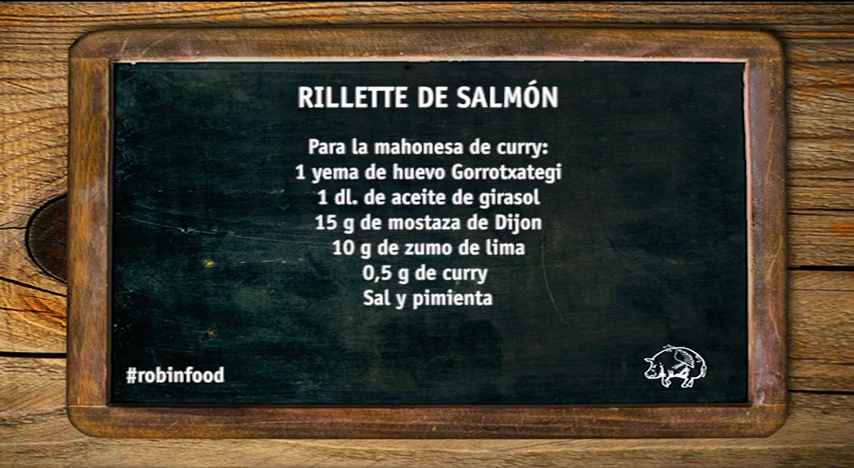 RILLETTE DE SALMÓN
Para la mahonesa de curry:
1 yema de huevo Gorrotxategi
1 dl. de aceite de girasol
15 g de mostaza de Dijon
10 g de zumo de lima
0,5 g de curry
Sal y pimienta
#robinfood